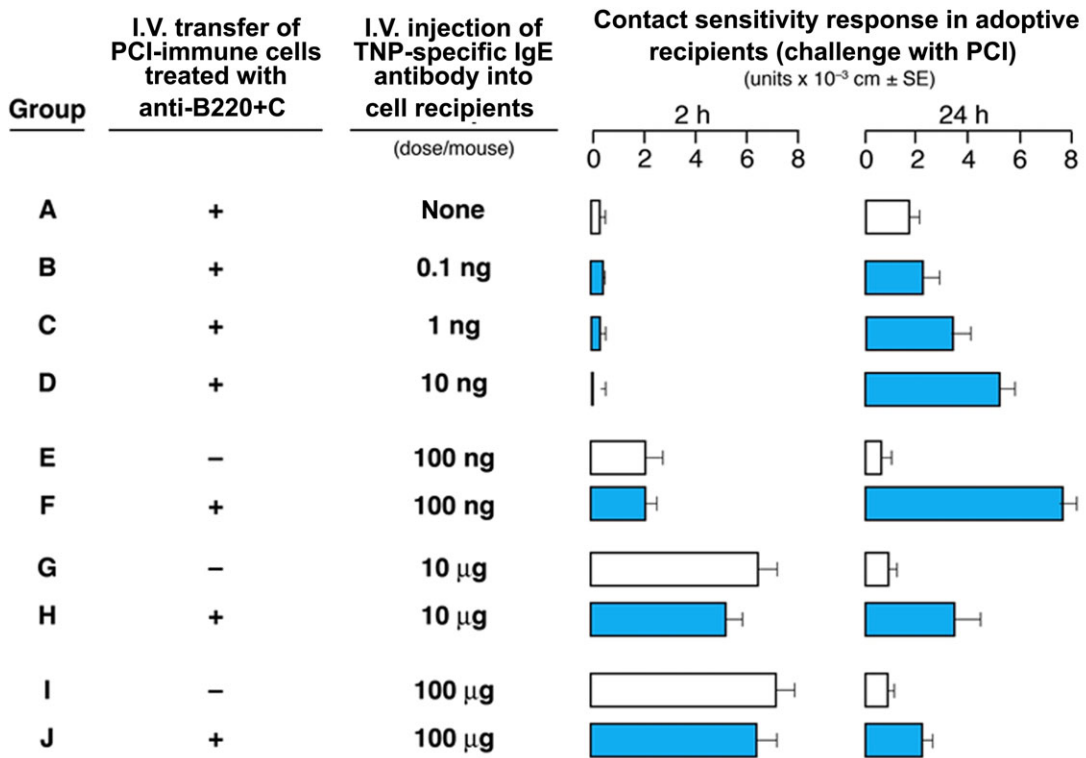 I.V. transfer of
PCI-immune cells
treated with
anti-B220+C
I.V. injection of
TNP-specific IgE
antibody into
cell recipients
(dose/mouse)
Contact sensitivity response in adoptive
recipients (challenge with PCI)
(units x 10⁻³ cm ± SE)
Group
2 h
24 h
0 2 4 6 8
0 2 4 6 8
A + None
B + 0.1 ng
C + 1 ng
D + 10 ng
E – 100 ng
F + 100 ng
G – 10 μg
H + 10 μg
I – 100 μg
J + 100 μg